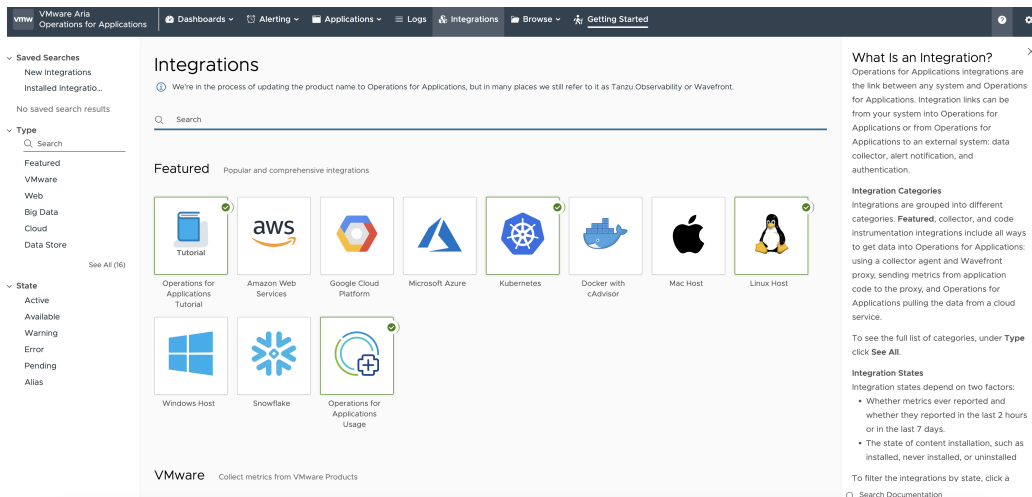 vmw
VMware Aria
Operations for Applications
Dashboards
Alerting
Applications
Logs
Integrations
Browse
Getting Started
Saved Searches
New Integrations
Installed Integratio...
No saved search results
Type
Search
Featured
VMware
Web
Big Data
Cloud
Data Store
See All (16)
State
Active
Available
Warning
Error
Pending
Alias
Integrations
We're in the process of updating the product name to Operations for Applications, but in many places we still refer to it as Tanzu Observability or Wavefront.
Search
Featured Popular and comprehensive integrations
Tutorial
aws
Operations for
Applications
Tutorial
Amazon Web
Services
Google Cloud
Platform
Microsoft Azure
Kubernetes
Docker with
cAdvisor
Mac Host
Linux Host
Windows Host
Snowflake
Operations for
Applications
Usage
VMware Collect metrics from VMware Products
What Is an Integration?
Operations for Applications integrations are
the link between any system and Operations
for Applications. Integration links can be
from your system into Operations for
Applications or from Operations for
Applications to an external system: data
collector, alert notification, and
authentication.
Integration Categories
Integrations are grouped into different
categories. Featured, collector, and code
instrumentation integrations include all ways
to get data into Operations for Applications:
using a collector agent and Wavefront
proxy, sending metrics from application
code to the proxy, and Operations for
Applications pulling the data from a cloud
service.
To see the full list of categories, under Type
click See All.
Integration States
Integration states depend on two factors:
• Whether metrics ever reported and
whether they reported in the last 2 hours
or in the last 7 days.
• The state of content installation, such as
installed, never installed, or uninstalled
To filter the integrations by state, click a
Search Documentation